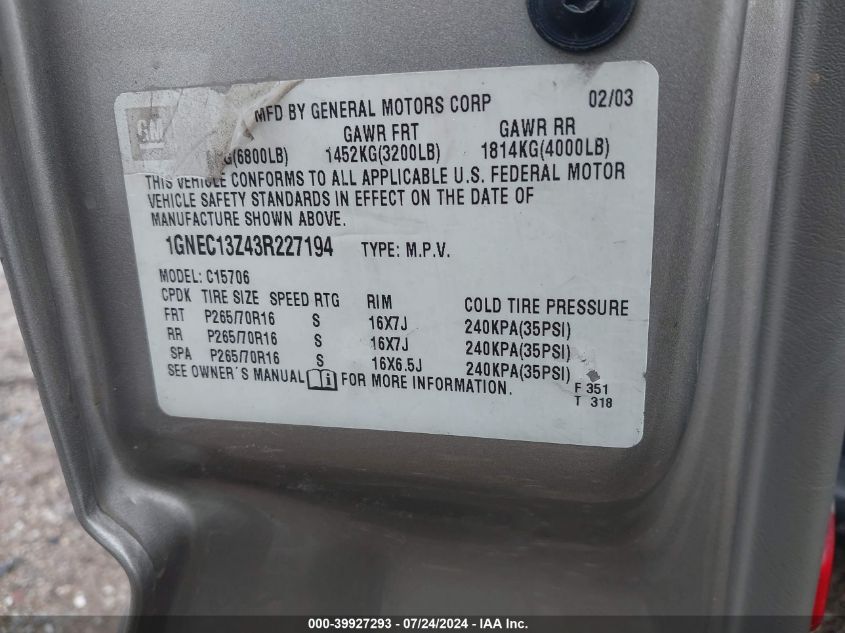 GM
MFD BY GENERAL MOTORS CORP 02/03
GAWR FRT GAWR RR
(6800LB) 1452KG(3200LB) 1814KG(4000LB)
THIS VEHICLE CONFORMS TO ALL APPLICABLE U.S. FEDERAL MOTOR
VEHICLE SAFETY STANDARDS IN EFFECT ON THE DATE OF
MANUFACTURE SHOWN ABOVE.
1GNEC13Z43R227194 TYPE: M.P.V.
MODEL: C15706
CPDK TIRE SIZE SPEED RTG RIM COLD TIRE PRESSURE
FRT P265/70R16 S 16X7J 240KPA(35PSI)
RR P265/70R16 S 16X7J 240KPA(35PSI)
SPA P265/70R16 S 16X6.5J 240KPA(35PSI)
SEE OWNER'S MANUAL FOR MORE INFORMATION.
F 351
T 318
000-39927293 - 07/24/2024 - IAA Inc.